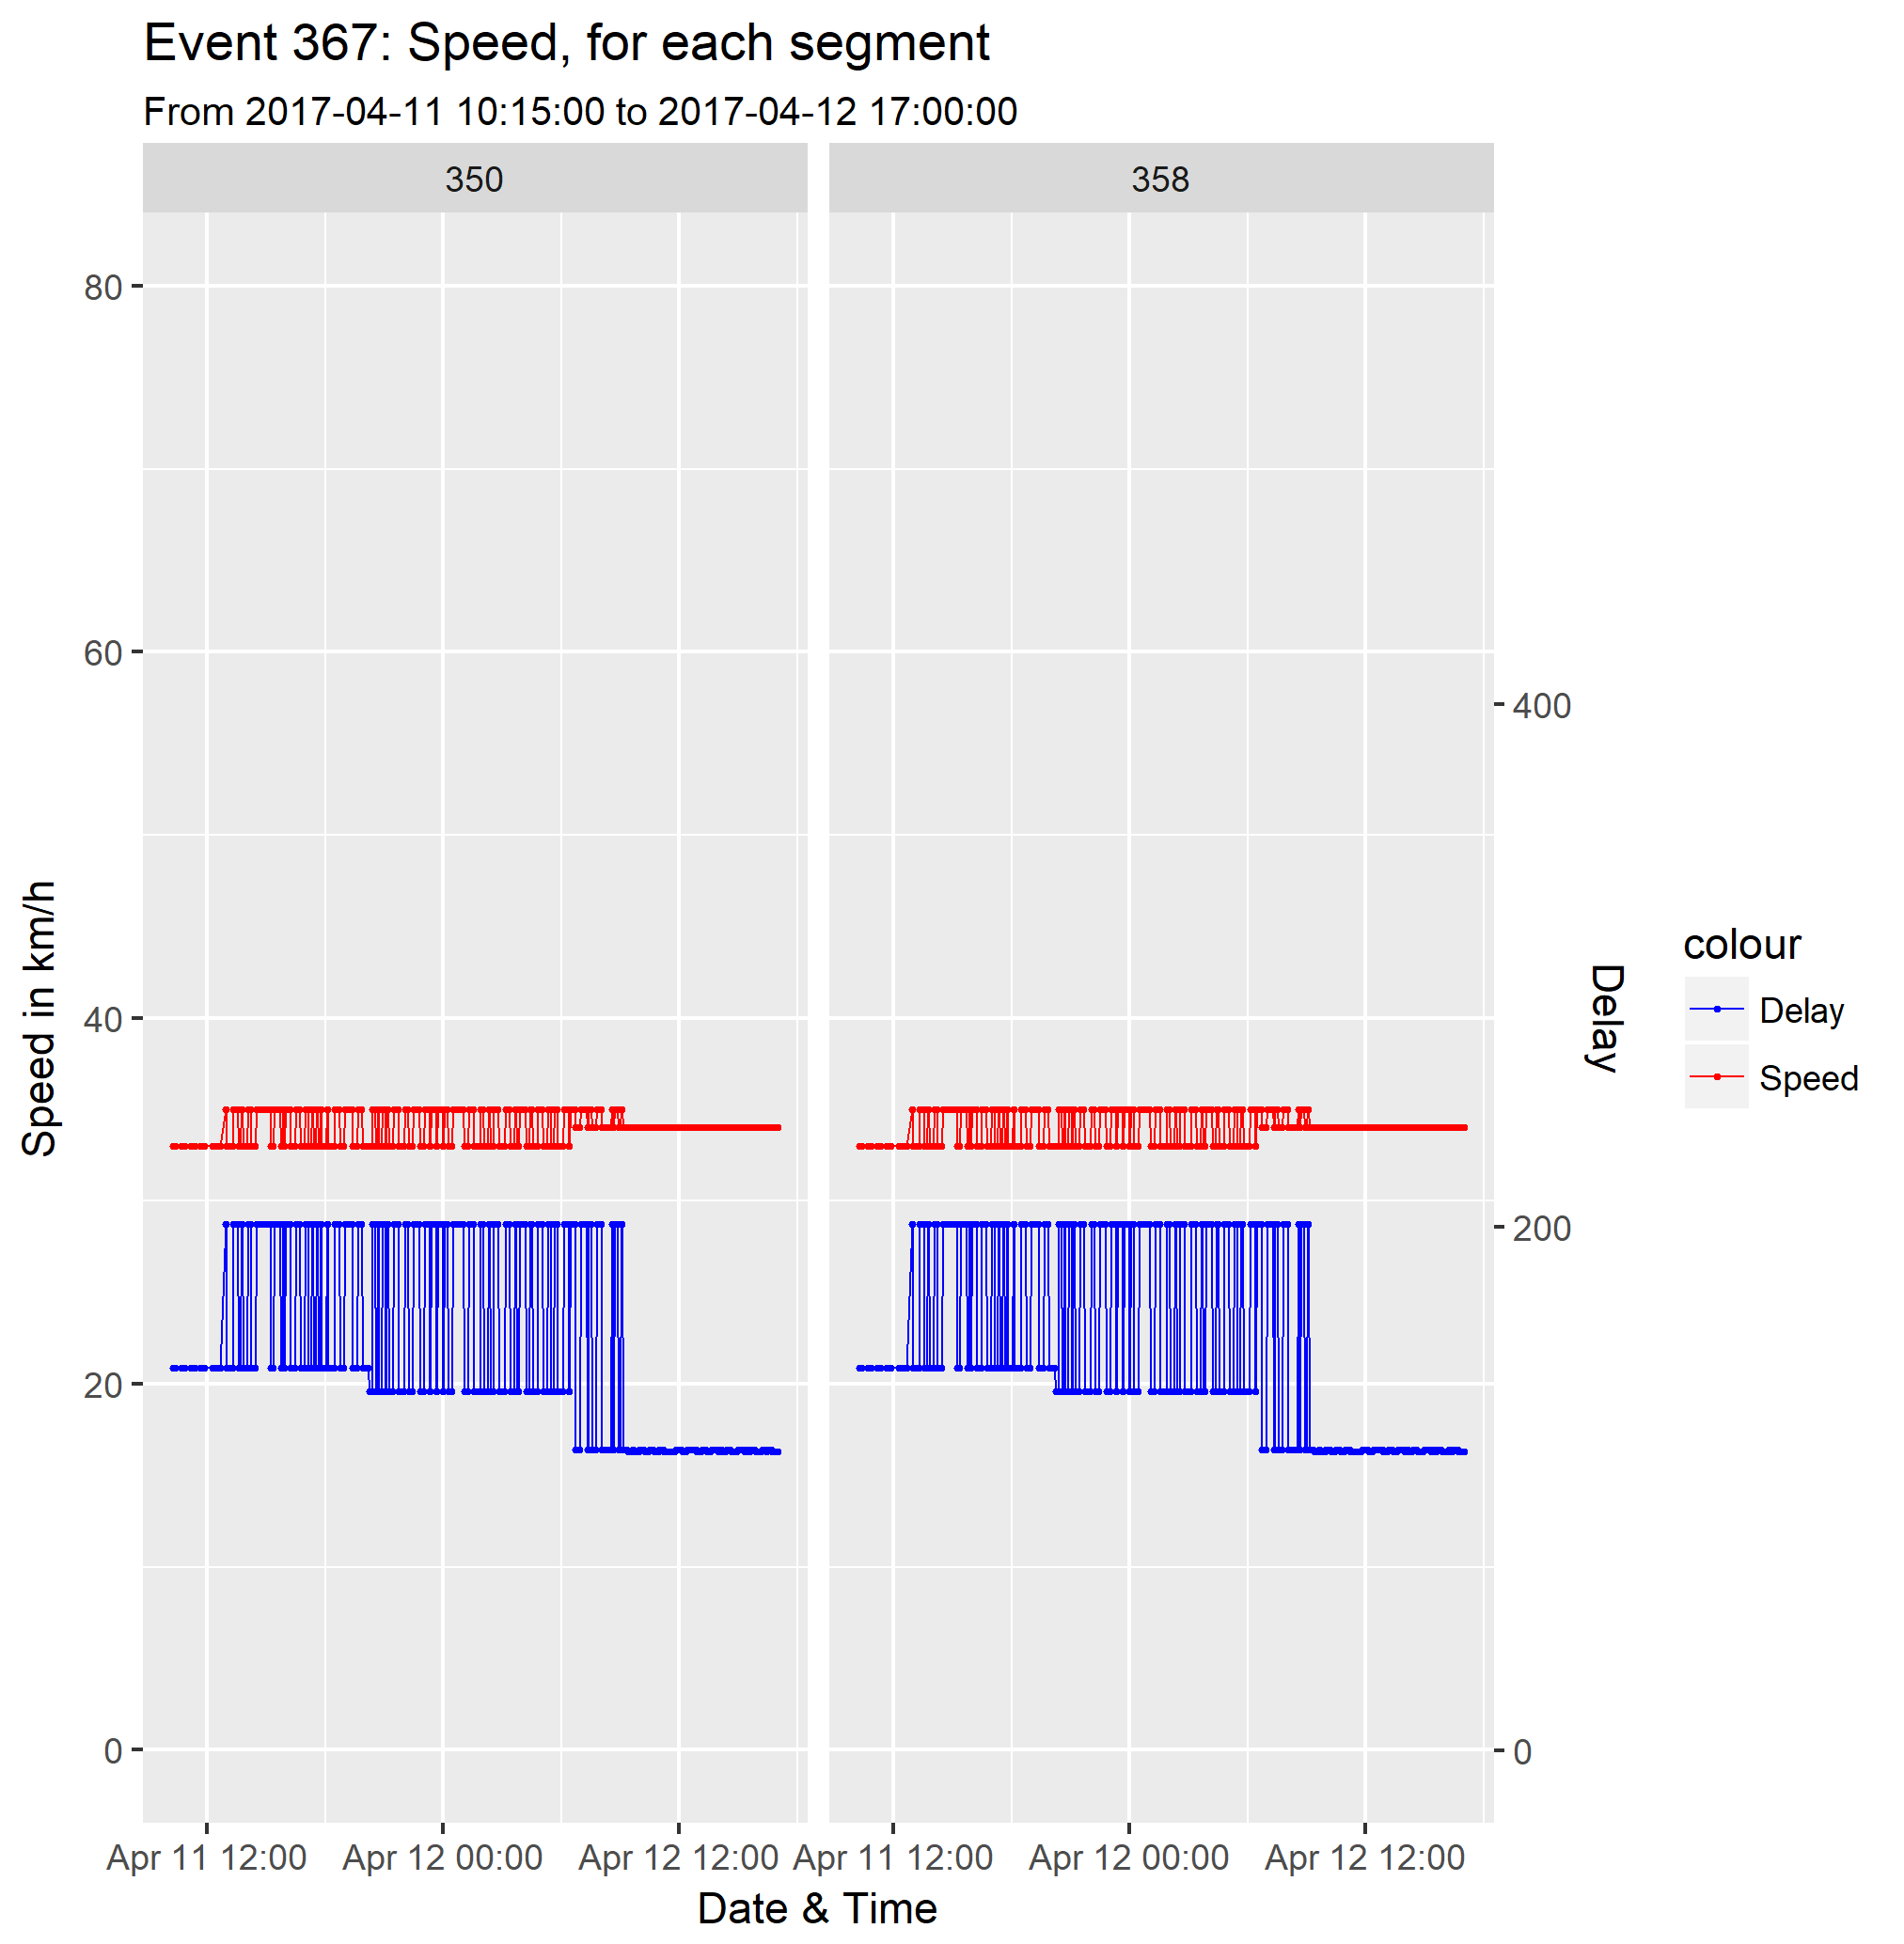 Event 367: Speed, for each segment
From 2017-04-11 10:15:00 to 2017-04-12 17:00:00
350
358
80
60
40
20
0
Speed in km/h
400
200
0
Delay
colour
Delay
Speed
Apr 11 12:00
Apr 12 00:00
Apr 12 12:00
Apr 11 12:00
Apr 12 00:00
Apr 12 12:00
Date & Time